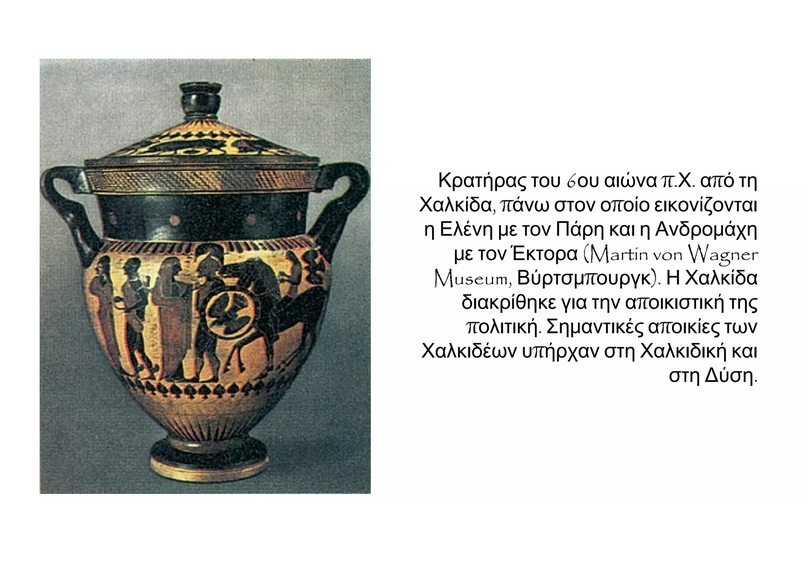 Κρατήρας του 6ου αιώνα π.Χ. από τη
Χαλκίδα, πάνω στον οποίο εικονίζονται
η Ελένη με τον Πάρη και η Ανδρομάχη
με τον Έκτορα (Martin von Wagner
Museum, Βύρτσμπουργκ). Η Χαλκίδα
διακρίθηκε για την αποικιστική της
πολιτική. Σημαντικές αποικίες των
Χαλκιδέων υπήρχαν στη Χαλκιδική και
στη Δύση.